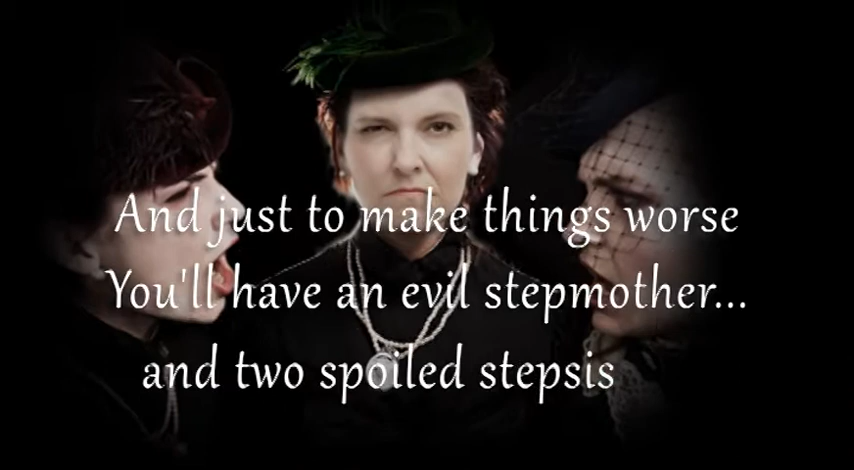 And just to make things worse
You'll have an evil stepmother...
and two spoiled stepsis